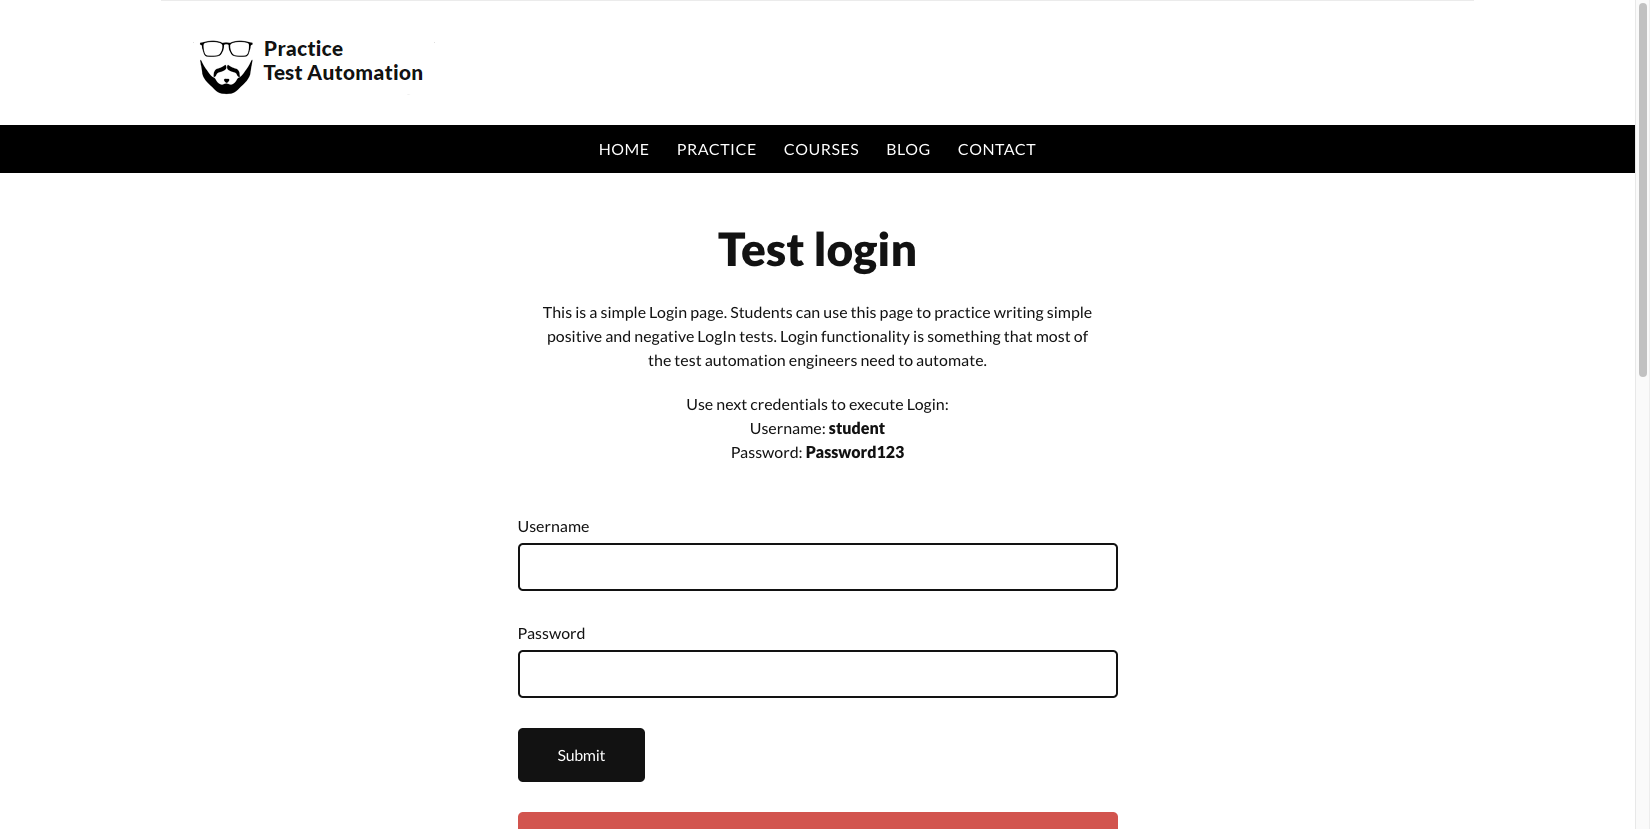 Practice
Test Automation
HOME PRACTICE COURSES BLOG CONTACT
Test login
This is a simple Login page. Students can use this page to practice writing simple
positive and negative LogIn tests. Login functionality is something that most of
the test automation engineers need to automate.
Use next credentials to execute Login:
Username: student
Password: Password123
Username
Password
Submit